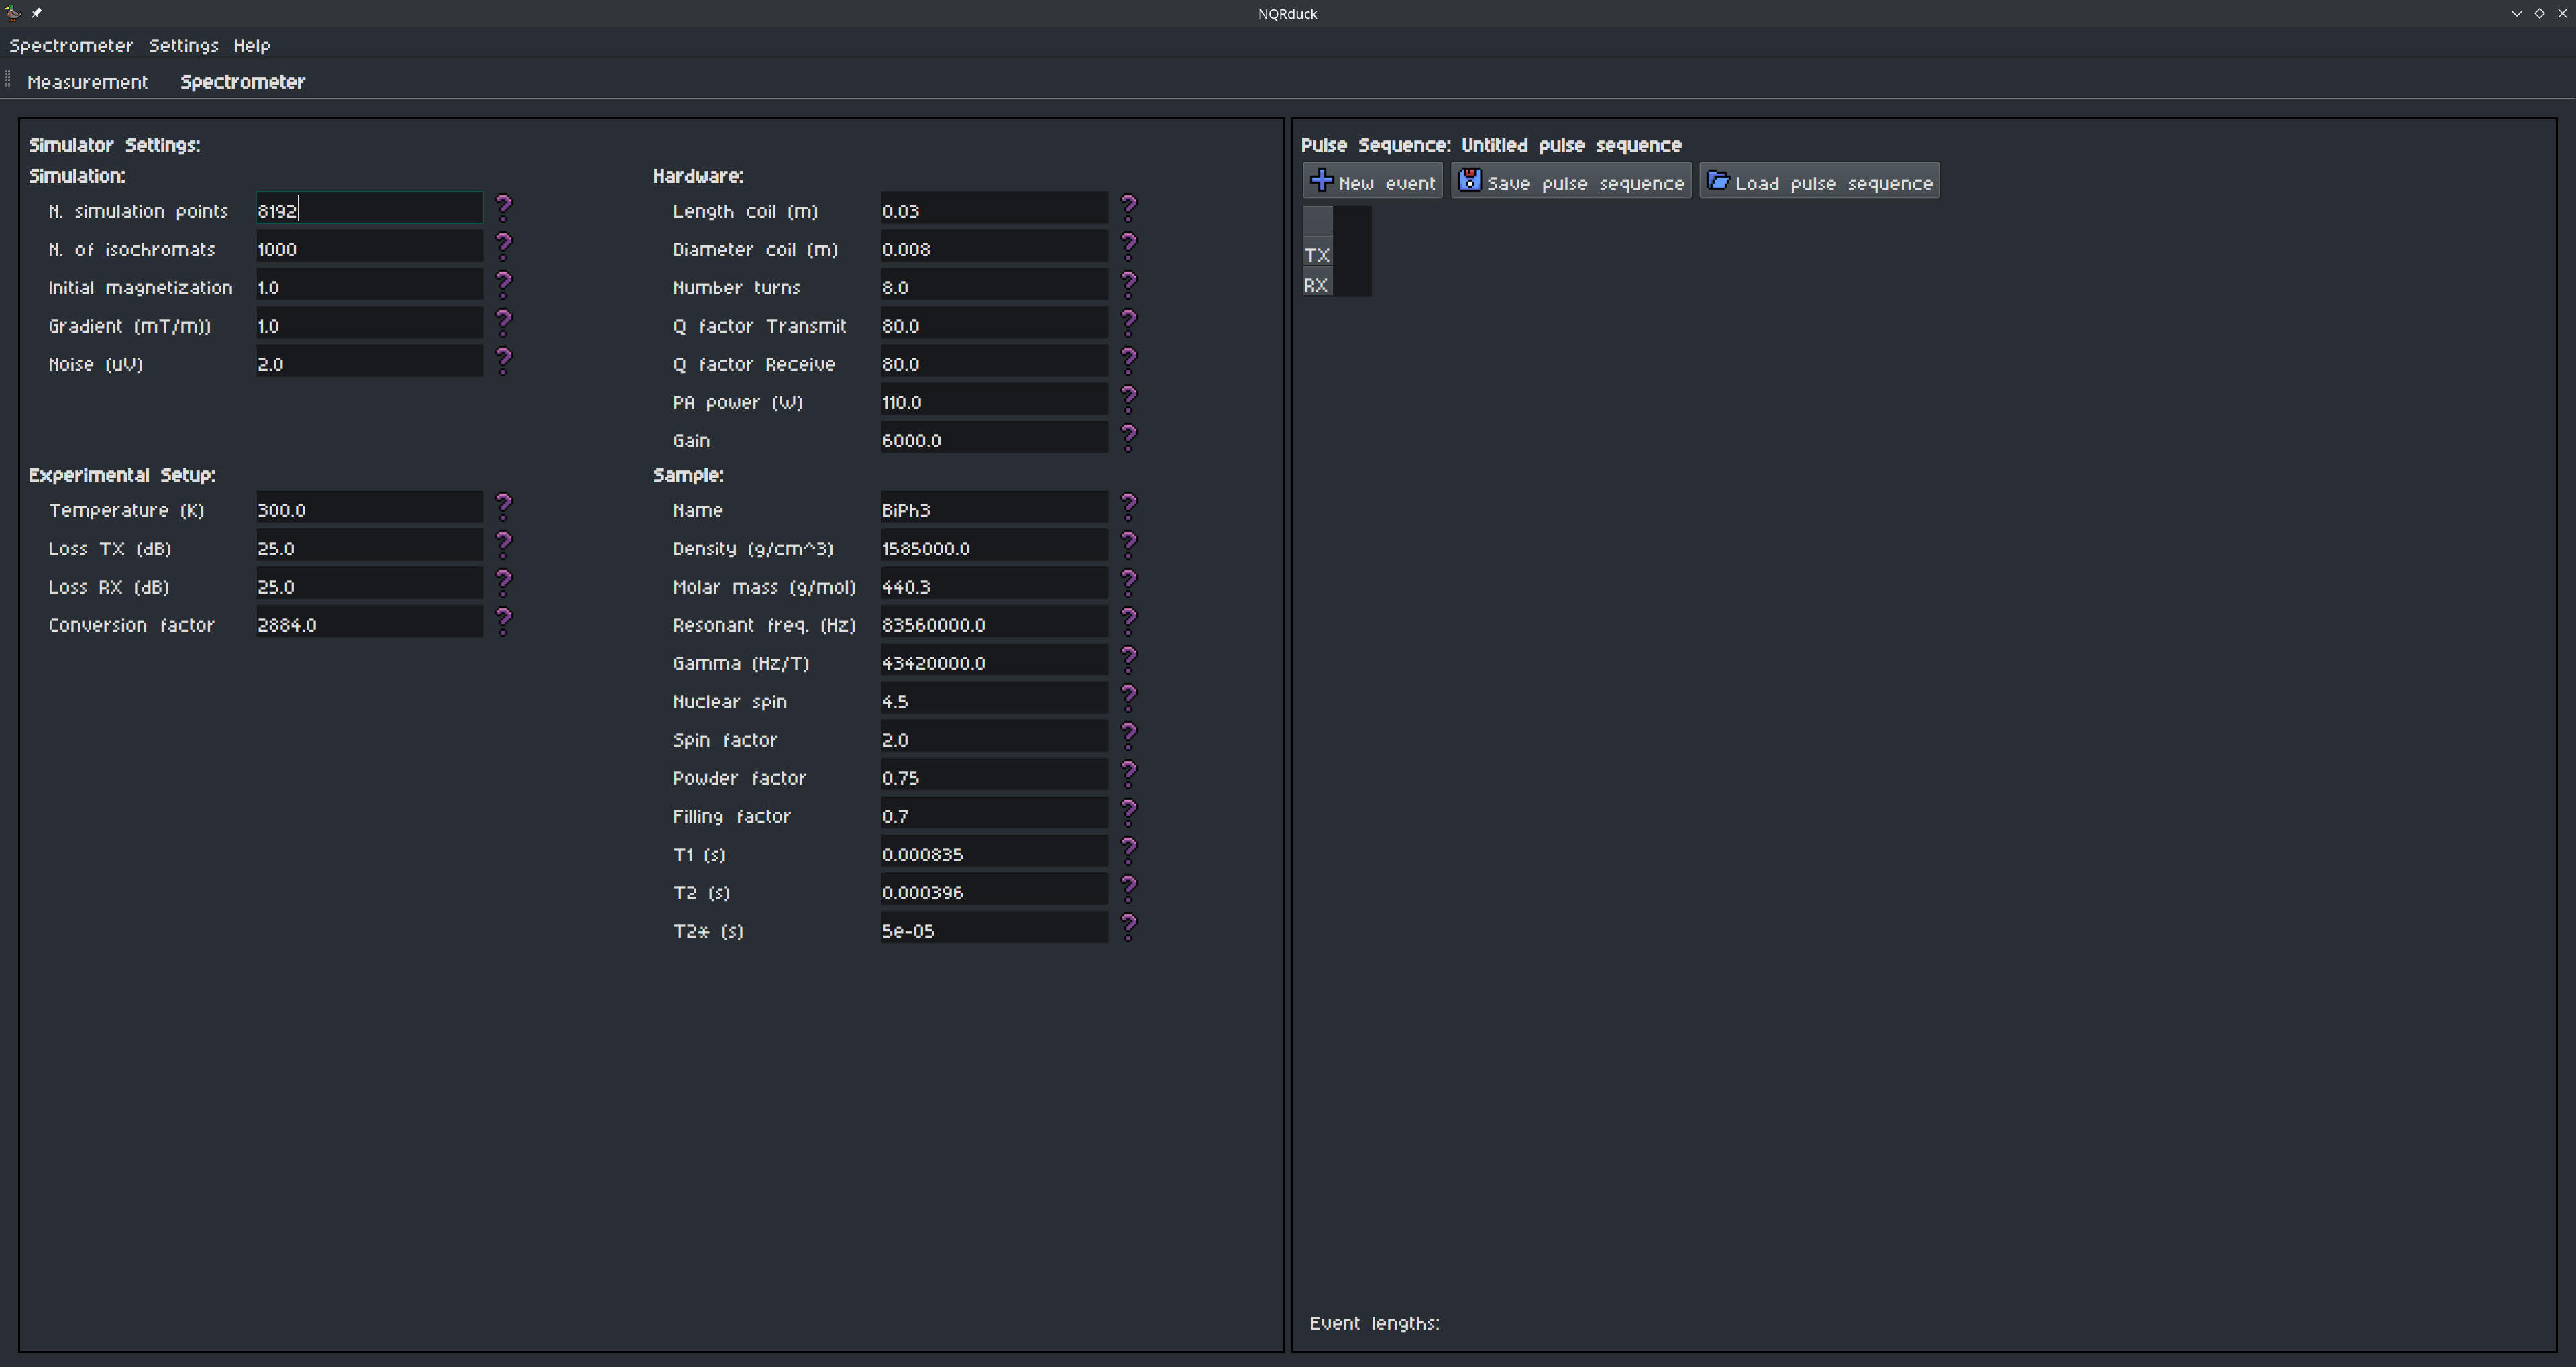 NQRduck
Spectrometer Settings Help
Measurement Spectrometer
Simulator Settings:
Simulation:
N. simulation points 8192 ?
N. of isochromats 1000 ?
Initial magnetization 1.0 ?
Gradient (mT/m)) 1.0 ?
Noise (uV) 2.0 ?
Hardware:
Length coil (m) 0.03 ?
Diameter coil (m) 0.008 ?
Number turns 8.0 ?
Q factor Transmit 80.0 ?
Q factor Receive 80.0 ?
PA power (W) 110.0 ?
Gain 6000.0 ?
Experimental Setup:
Temperature (K) 300.0 ?
Loss TX (dB) 25.0 ?
Loss RX (dB) 25.0 ?
Conversion factor 2884.0 ?
Sample:
Name BiPh3 ?
Density (g/cm^3) 1585000.0 ?
Molar mass (g/mol) 440.3 ?
Resonant freq. (Hz) 83560000.0 ?
Gamma (Hz/T) 43420000.0 ?
Nuclear spin 4.5 ?
Spin factor 2.0 ?
Powder factor 0.75 ?
Filling factor 0.7 ?
T1 (s) 0.000835 ?
T2 (s) 0.000396 ?
T2* (s) 5e-05 ?
Pulse Sequence: Untitled pulse sequence
New event Save pulse sequence Load pulse sequence
TX
RX
Event lengths: